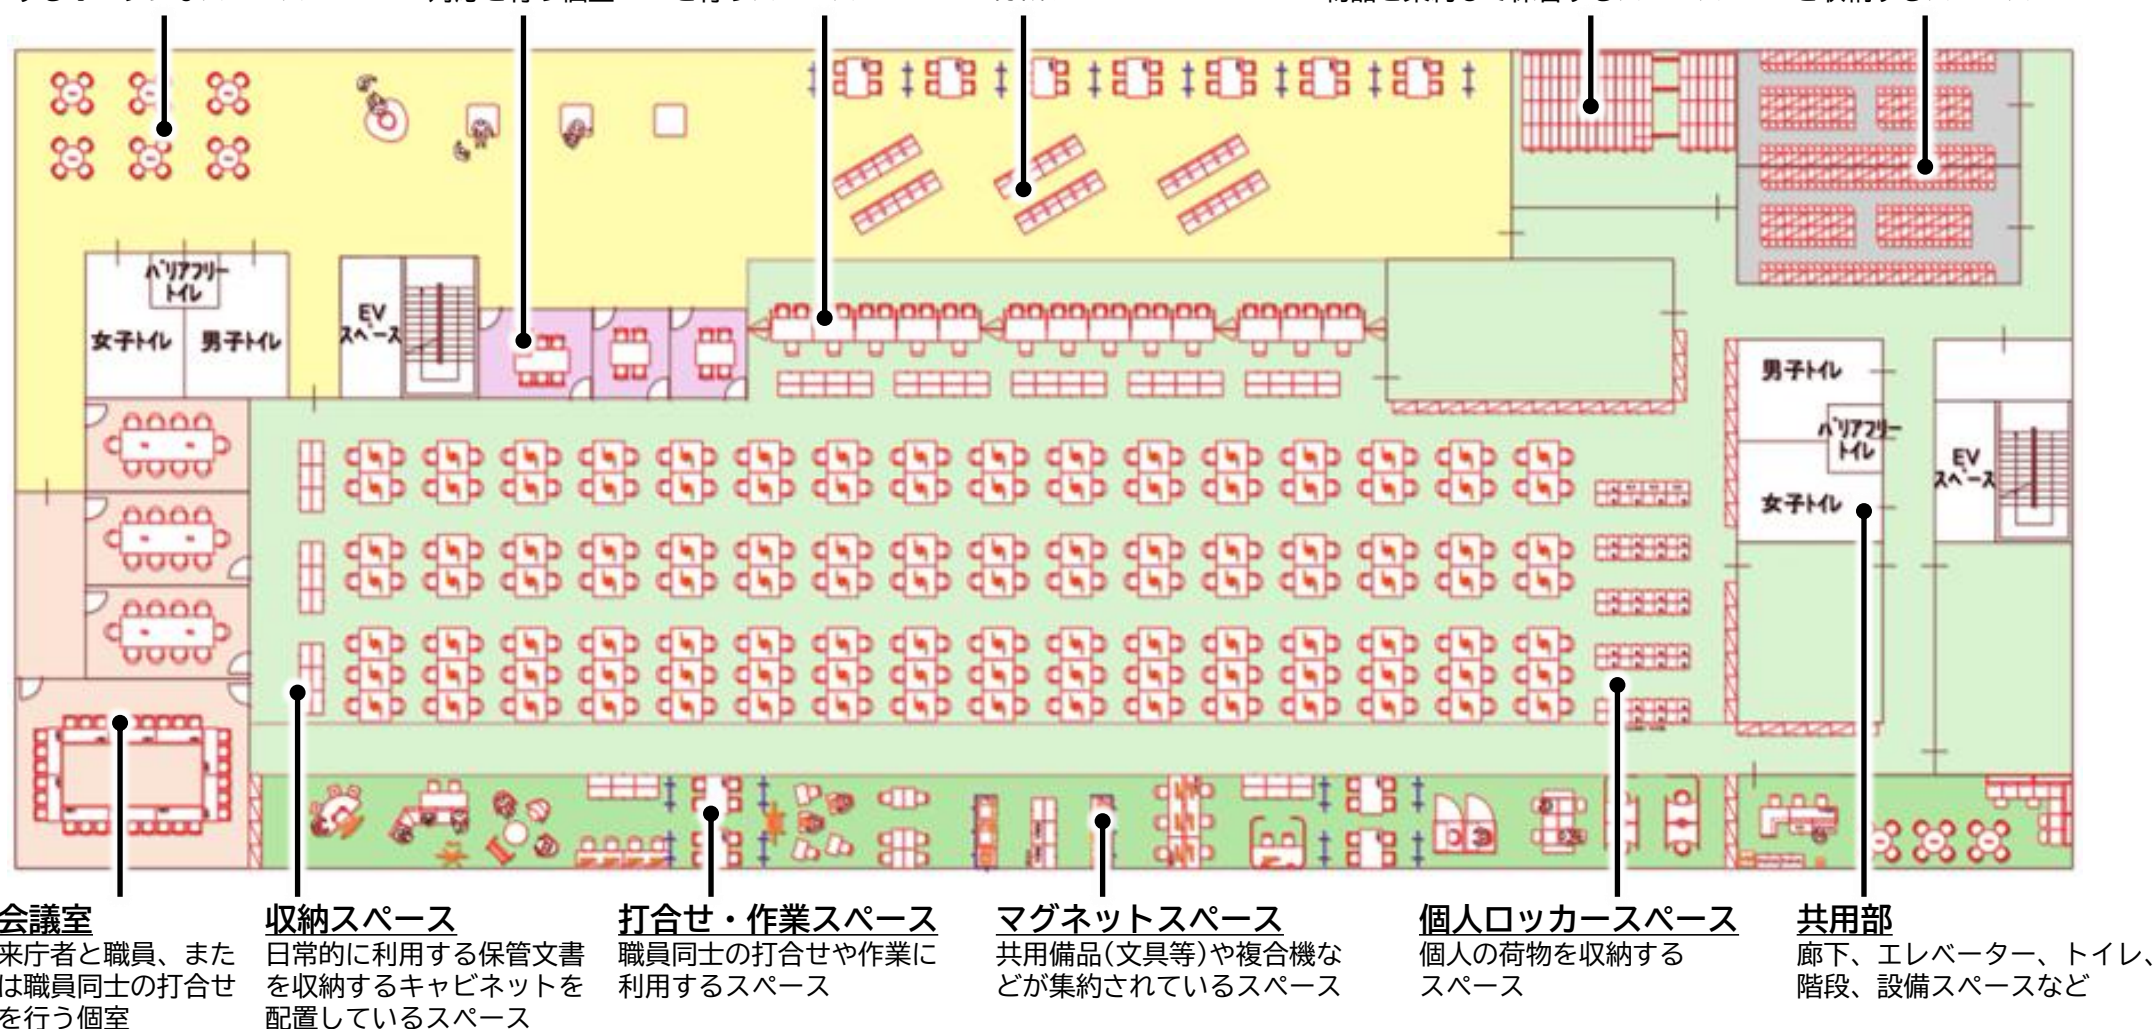 バリアフリー
トイレ
女子トイレ
男子トイレ
EV
スペース
男子トイレ
バリアフリー
トイレ
女子トイレ
EV
スペース
会議室
来庁者と職員、また
は職員同士の打合せ
を行う個室
収納スペース
日常的に利用する保管文書
を収納するキャビネットを
配置しているスペース
打合せ・作業スペース
職員同士の打合せや作業に
利用するスペース
マグネットスペース
共用備品(文具等)や複合機な
どが集約されているスペース
個人ロッカースペース
個人の荷物を収納する
スペース
共用部
廊下、エレベーター、トイレ、
階段、設備スペースなど